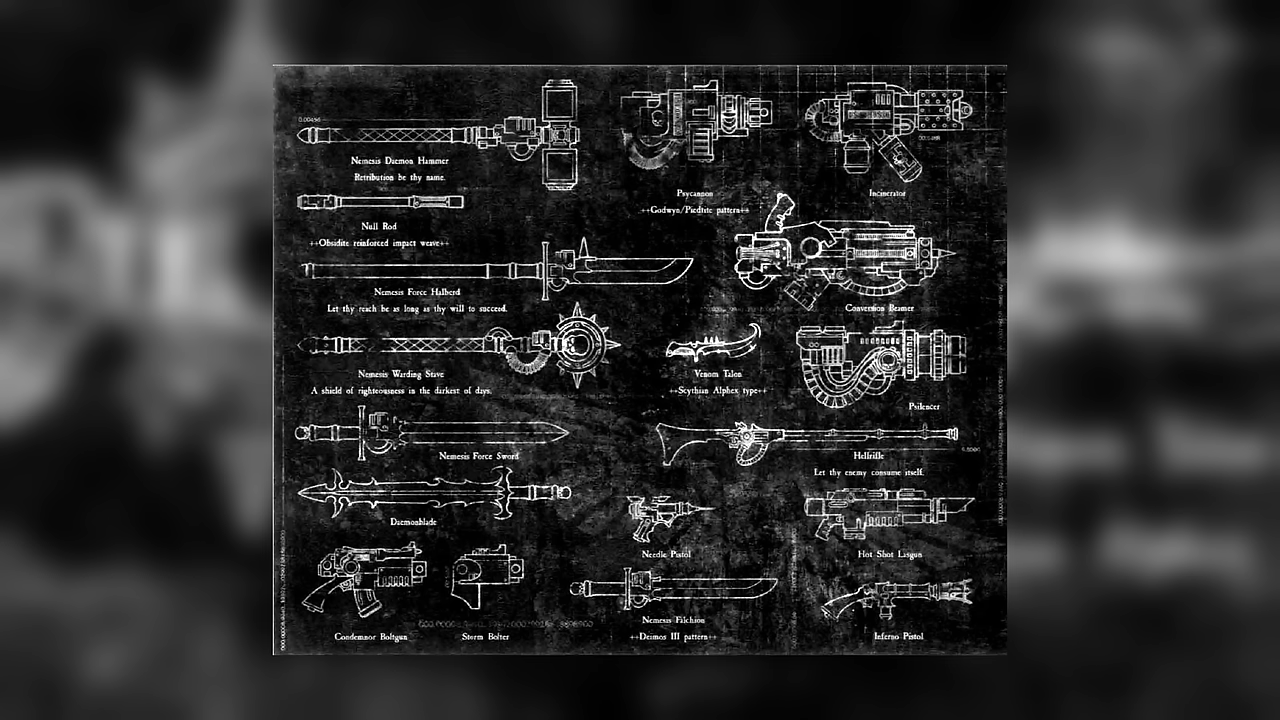 Nemesis Daemon Hammer
Retribution be thy name.
Psycannon
++Godwyn/Piedtite pattern++
Incinerator
Null Rod
++Obsidite reinforced impact weave++
Nemesis Force Halberd
Let thy reach be as long as thy will to succeed.
Conversion Beamer
Nemesis Warding Stave
A shield of righteousness in the darkest of days.
Venom Talon
++Scythian Alphex type++
Psilencer
Nemesis Force Sword
Hellrifle
Let thy enemy consume itself.
Daemonblade
Needle Pistol
Hot Shot Lasgun
Condemnor Boltgun
Storm Bolter
Nemesis Falchion
++Deimos III pattern++
Inferno Pistol